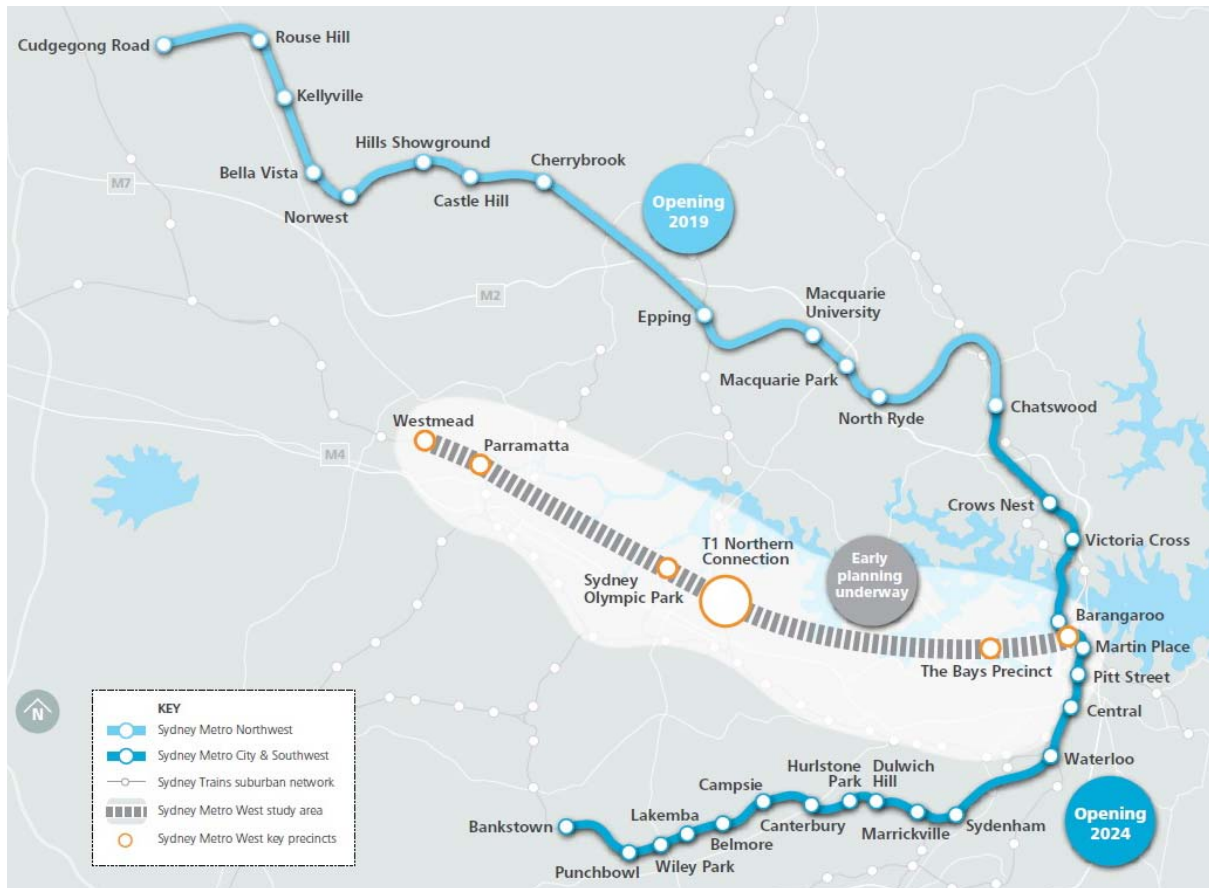 Cudgegong Road
Rouse Hill
Kellyville
Hills Showground
Cherrybrook
Bella Vista
Castle Hill
Norwest
M7
Opening
2019
M2
Epping
Macquarie
University
Macquarie Park
North Ryde
Chatswood
Westmead
Parramatta
M4
Crows Nest
Victoria Cross
T1 Northern
Connection
Early
planning
underway
Sydney
Olympic Park
Barangaroo
Martin Place
The Bays Precinct
Pitt Street
Central
Waterloo
N
KEY
Sydney Metro Northwest
Sydney Metro City & Southwest
Sydney Trains suburban network
Sydney Metro West study area
Sydney Metro West key precincts
Hurlstone
Park
Dulwich
Hill
Campsie
Lakemba
Bankstown
Canterbury
Marrickville
Sydenham
Belmore
Wiley Park
Punchbowl
Opening
2024